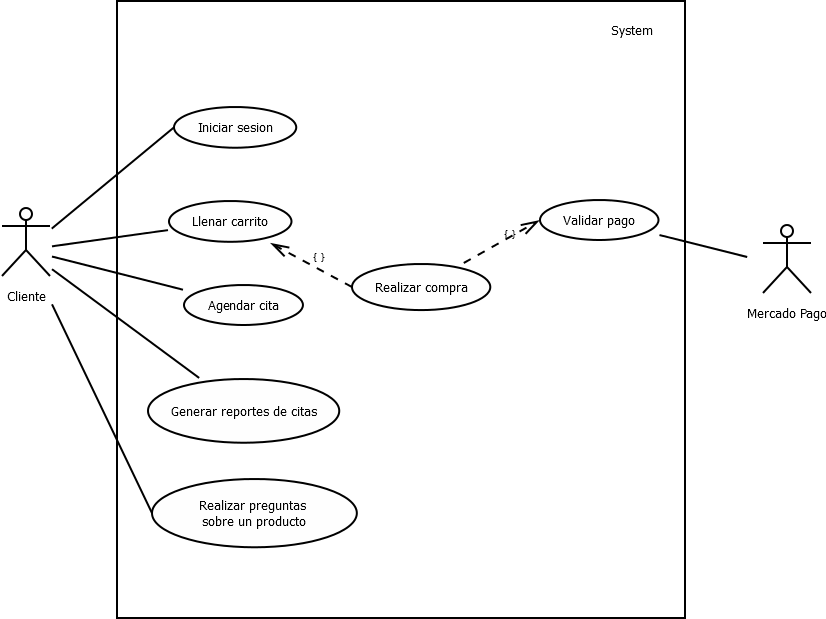 System
Iniciar sesion
Llenar carrito
Validar pago
{ }
{ }
Realizar compra
Agendar cita
Cliente
Mercado Pago
Generar reportes de citas
Realizar preguntas
sobre un producto